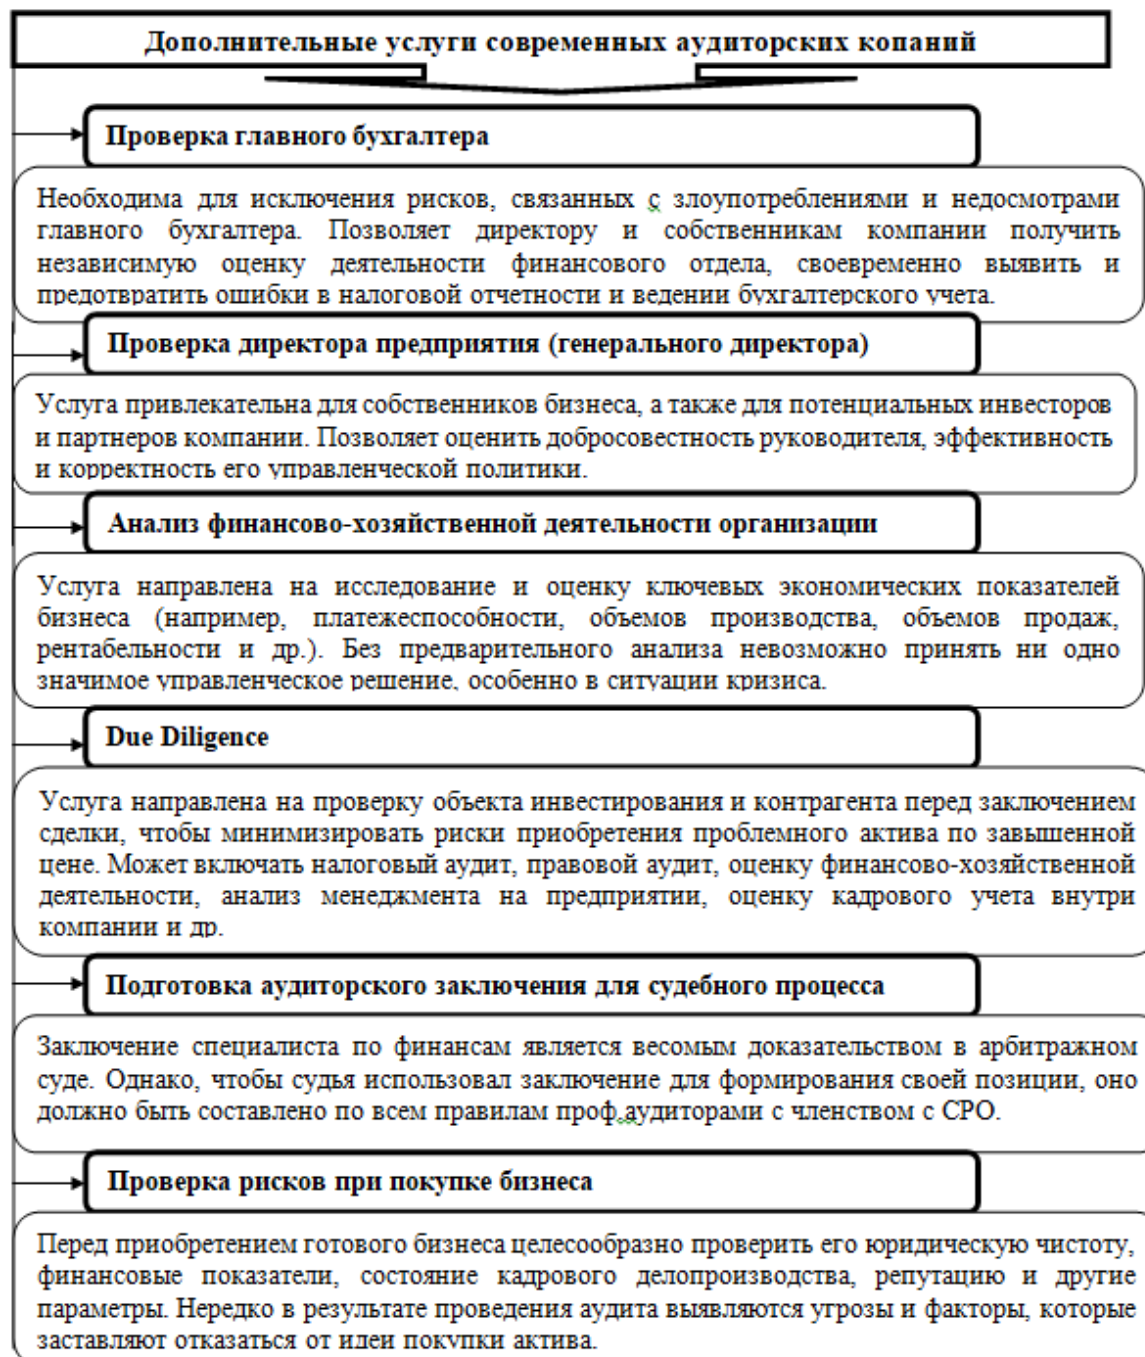 Дополнительные услуги современных аудиторских копаний
Проверка главного бухгалтера
Необходима для исключения рисков, связанных с злоупотреблениями и недосмотрами
главного бухгалтера. Позволяет директору и собственникам компании получить
независимую оценку деятельности финансового отдела, своевременно выявить и
предотвратить ошибки в налоговой отчетности и ведении бухгалтерского учета.
Проверка директора предприятия (генерального директора)
Услуга привлекательна для собственников бизнеса, а также для потенциальных инвесторов
и партнеров компании. Позволяет оценить добросовестность руководителя, эффективность
и корректность его управленческой политики.
Анализ финансово-хозяйственной деятельности организации
Услуга направлена на исследование и оценку ключевых экономических показателей
бизнеса (например, платежеспособности, объемов производства, объемов продаж,
рентабельности и др.). Без предварительного анализа невозможно принять ни одно
значимое управленческое решение, особенно в ситуации кризиса.
Due Diligence
Услуга направлена на проверку объекта инвестирования и контрагента перед заключением
сделки, чтобы минимизировать риски приобретения проблемного актива по завышенной
цене. Может включать налоговый аудит, правовой аудит, оценку финансово-хозяйственной
деятельности, анализ менеджмента на предприятии, оценку кадрового учета внутри
компании и др.
Подготовка аудиторского заключения для судебного процесса
Заключение специалиста по финансам является весомым доказательством в арбитражном
суде. Однако, чтобы судья использовал заключение для формирования своей позиции, оно
должно быть составлено по всем правилам проф.аудиторами с членством с СРО.
Проверка рисков при покупке бизнеса
Перед приобретением готового бизнеса целесообразно проверить его юридическую чистоту,
финансовые показатели, состояние кадрового делопроизводства, репутацию и другие
параметры. Нередко в результате проведения аудита выявляются угрозы и факторы, которые
заставляют отказаться от идеи покупки актива.